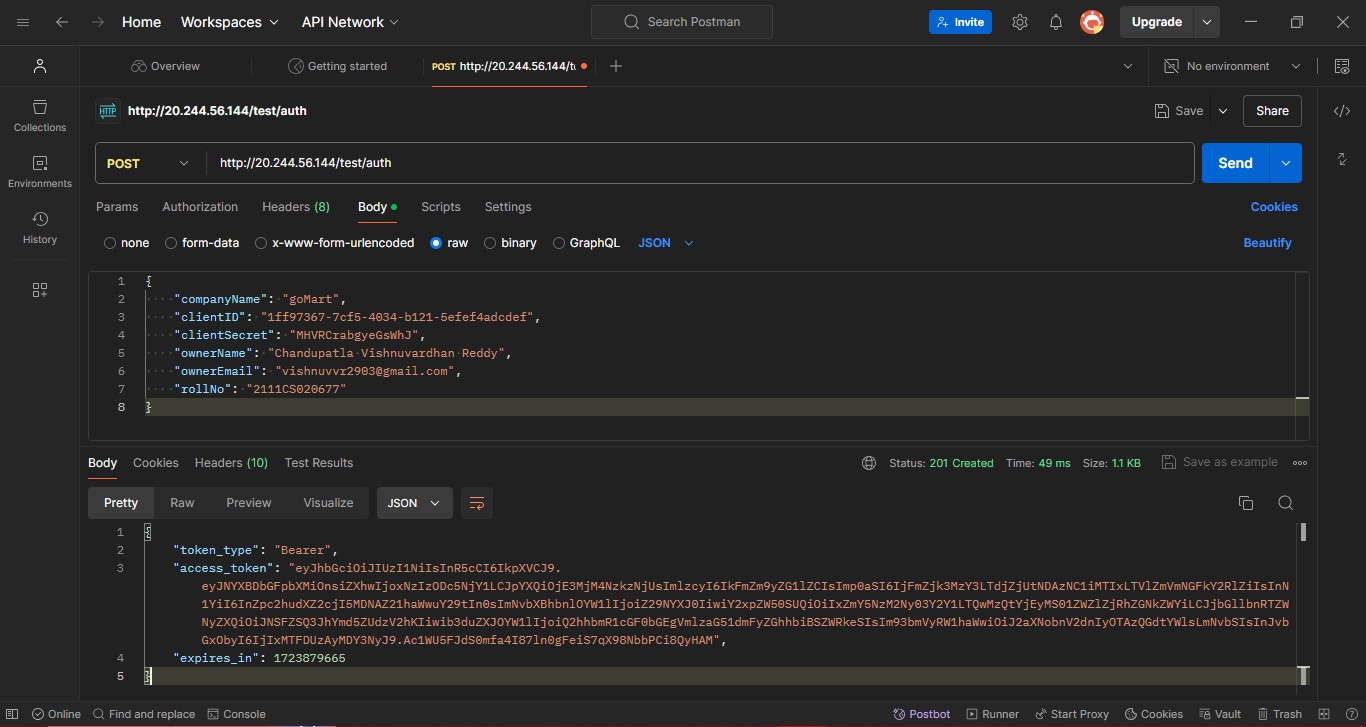 Home Workspaces API Network Search Postman Invite Upgrade
Overview Getting started POST http://20.244.56.144/t No environment
HTTP http://20.244.56.144/test/auth Save Share
Collections
POST http://20.244.56.144/test/auth Send
Environments
Params Authorization Headers (8) Body Scripts Settings Cookies
History
none form-data x-www-form-urlencoded raw binary GraphQL JSON Beautify
1 {
2 "companyName": "goMart",
3 "clientID": "1ff97367-7cf5-4034-b121-5efef4adcdef",
4 "clientSecret": "MHVRCrabgyeGsWhJ",
5 "ownerName": "Chandupatla Vishnuvardhan Reddy",
6 "ownerEmail": "vishnuvvr2903@gmail.com",
7 "rollNo": "2111CS020677"
8 }
Body Cookies Headers (10) Test Results Status: 201 Created Time: 49 ms Size: 1.1 KB Save as example
Pretty Raw Preview Visualize JSON
1 {
2 "token_type": "Bearer",
3 "access_token": "eyJhbGciOiJIUzI1NiIsInR5cCI6IkpXVCJ9.
eyJNYXBDbGFpbXMiOnsiZXhwIjoxNzIzODc5NjY1LCJpYXQiOjE3MjM4NzkzNjUsImlzcyI6IkFmZm9yZG1lZCIsImp0aSI6IjFmZjk3MzY3LTdjZjUtNDAzNC1iMTIxLTVlZmVmNGFkY2RlZiIsInN
1YiI6InZpc2hudXZ2cjI5MDNAZ21haWwuY29tIn0sImNvbXBhbnlOYW1lIjoiZ29NYXJ0IiwiY2xpZW50SUQiOiIxZmY5NzM2Ny03Y2Y1LTQwMzQtYjEyMS01ZWZlZjRhZGNkZWYiLCJjbGllbnRTZW
NyZXQiOiJNSFZSQ3JhYmd5ZUdzV2hKIiwib3duZXJOYW1lIjoiQ2hhbmR1cGF0bGEgVmlzaG51dmFyZGhhbiBSZWRkeSIsIm93bmVyRW1haWwiOiJ2aXNobnV2dnIyOTAzQGdtYWlsLmNvbSIsInJvb
GxObyI6IjIxMTFDUzAyMDY3NyJ9.Ac1WU5FJdS0mfa4I87ln0gFeiS7qX98NbbPCi8QyHAM",
4 "expires_in": 1723879665
5 }
Online Find and replace Console Postbot Runner Start Proxy Cookies Vault Trash